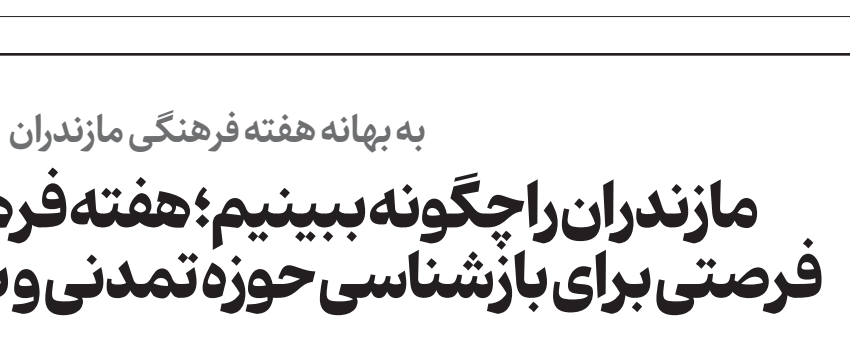 به بهانه هفته فرهنگی مازندران
مازندران را چگونه ببینیم؛ هفته
فرصتی برای بازشناسی حوزه تمدنی